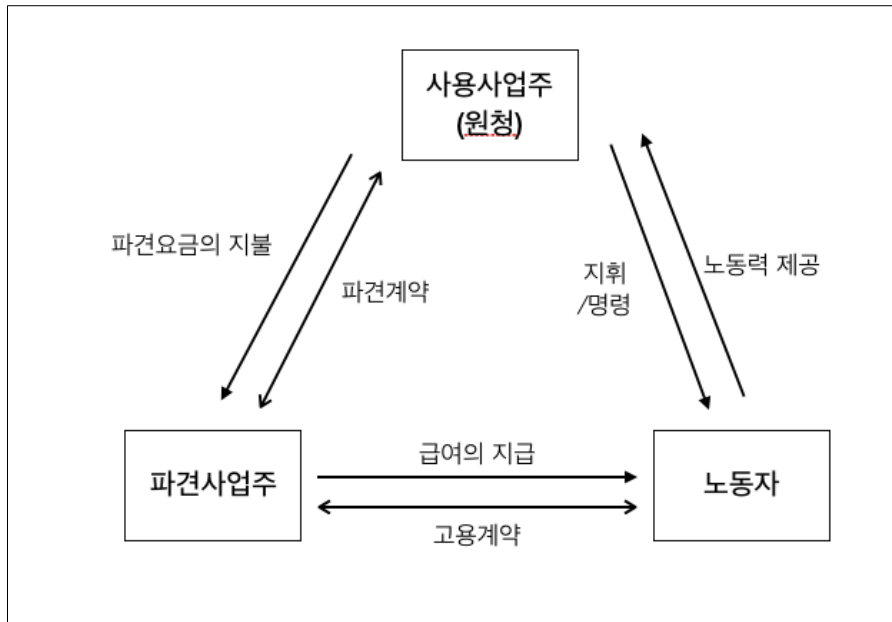 사용사업주
(원청)
파견요금의 지불
파견계약
지휘
/명령
노동력 제공
파견사업주
급여의 지급
고용계약
노동자